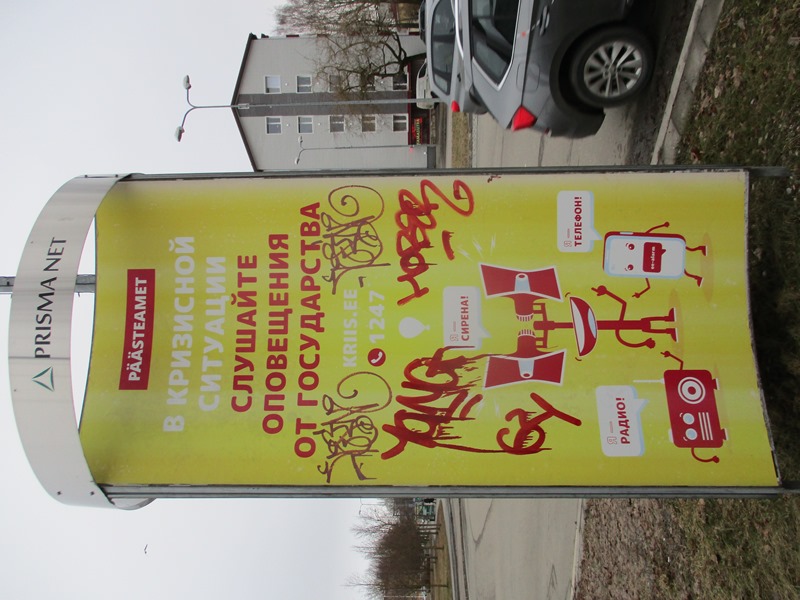 PRISMA NET
PÄÄSTEAMET
В КРИЗИСНОЙ
СИТУАЦИИ
СЛУШАЙТЕ
ОПОВЕЩЕНИЯ
ОТ ГОСУДАРСТВА
KRIIS.EE
1247
Я —
СИРЕНА!
Я —
РАДИО!
Я —
ТЕЛЕФОН!